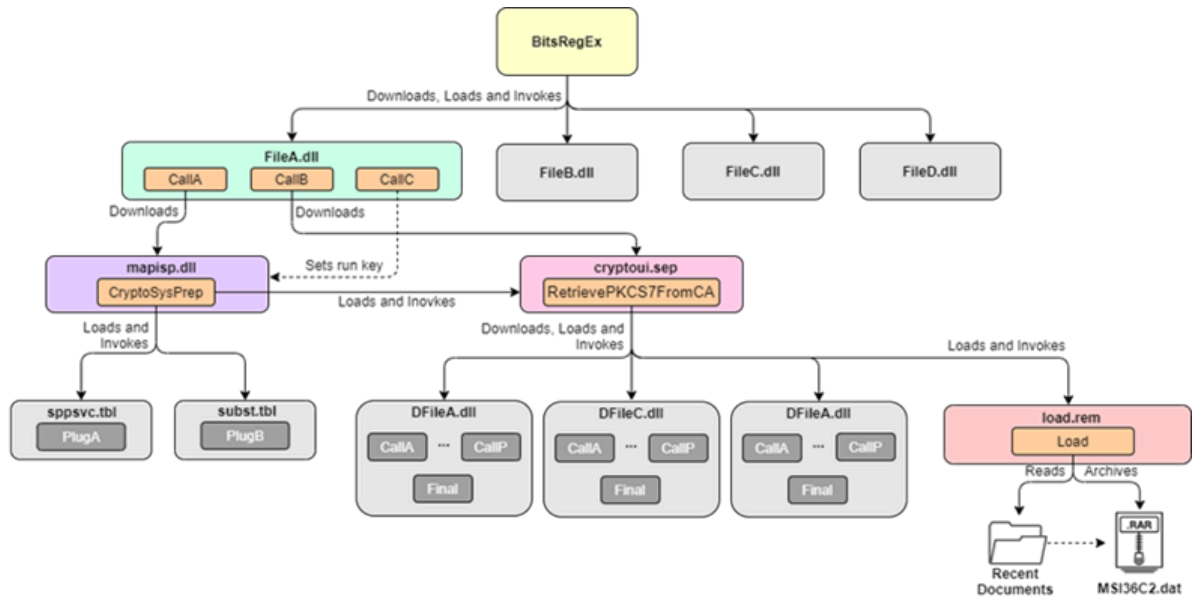 BitsRegEx
Downloads, Loads and Invokes
FileA.dll
CallA
CallB
CallC
FileB.dll
FileC.dll
FileD.dll
Downloads
Downloads
mapisp.dll
CryptoSysPrep
Sets run key
cryptoui.sep
RetrievePKCS7FromCA
Loads and Inovkes
Loads and
Invokes
Downloads, Loads and
Invokes
Loads and Invokes
sppsvc.tbl
PlugA
subst.tbl
PlugB
DFileA.dll
CallA
...
CallP
Final
DFileC.dll
CallA
...
CallP
Final
DFileA.dll
CallA
...
CallP
Final
load.rem
Load
Reads
Archives
.RAR
Recent
Documents
MSI36C2.dat